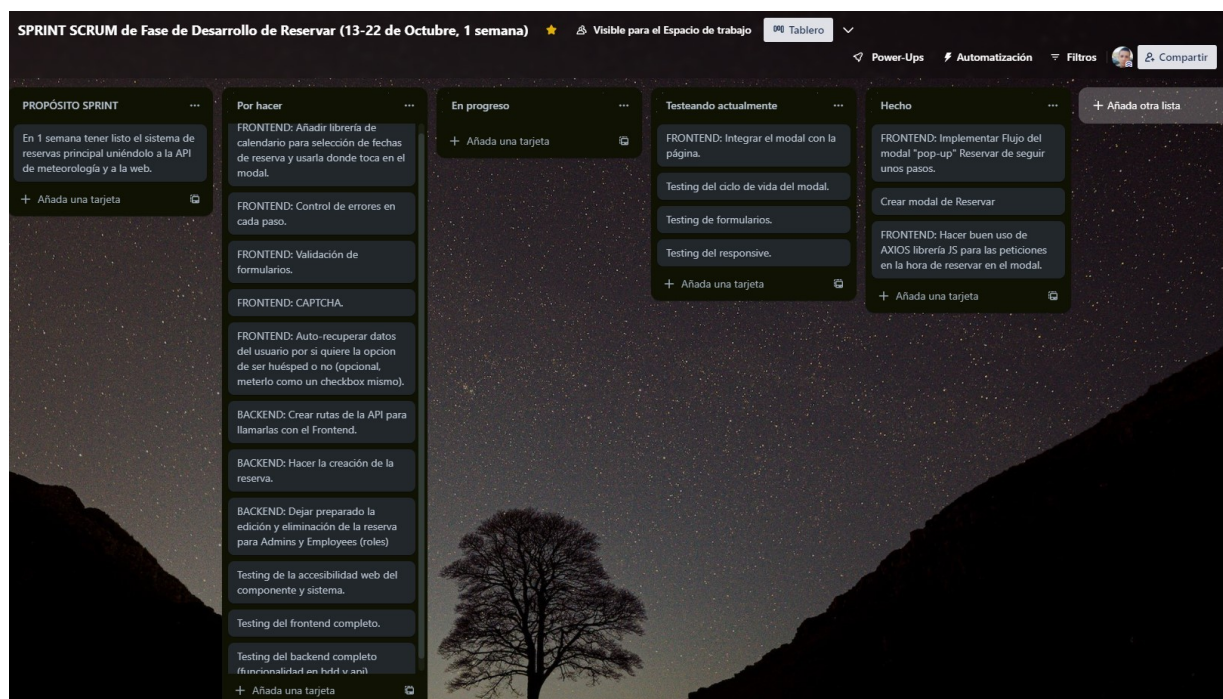 SPRINT SCRUM de Fase de Desarrollo de Reservar (13-22 de Octubre, 1 semana)
Visible para el Espacio de trabajo
Tablero
Power-Ups
Automatización
Filtros
Compartir
PROPÓSITO SPRINT
En 1 semana tener listo el sistema de
reservas principal uniéndolo a la API
de meteorología y a la web.
+ Añada una tarjeta
Por hacer
FRONTEND: Añadir librería de
calendario para selección de fechas
de reserva y usarla donde toca en el
modal.
FRONTEND: Control de errores en
cada paso.
FRONTEND: Validación de
formularios.
FRONTEND: CAPTCHA.
FRONTEND: Auto-recuperar datos
del usuario por si quiere la opcion
de ser huésped o no (opcional,
meterlo como un checkbox mismo).
BACKEND: Crear rutas de la API para
llamarlas con el Frontend.
BACKEND: Hacer la creación de la
reserva.
BACKEND: Dejar preparado la
edición y eliminación de la reserva
para Admins y Employees (roles)
Testing de la accesibilidad web del
componente y sistema.
Testing del frontend completo.
Testing del backend completo
(funcionalidad en bdd y api)
+ Añada una tarjeta
En progreso
+ Añada una tarjeta
Testeando actualmente
FRONTEND: Integrar el modal con la
página.
Testing del ciclo de vida del modal.
Testing de formularios.
Testing del responsive.
+ Añada una tarjeta
Hecho
FRONTEND: Implementar Flujo del
modal "pop-up" Reservar de seguir
unos pasos.
Crear modal de Reservar
FRONTEND: Hacer buen uso de
AXIOS librería JS para las peticiones
en la hora de reservar en el modal.
+ Añada una tarjeta
+ Añada otra lista